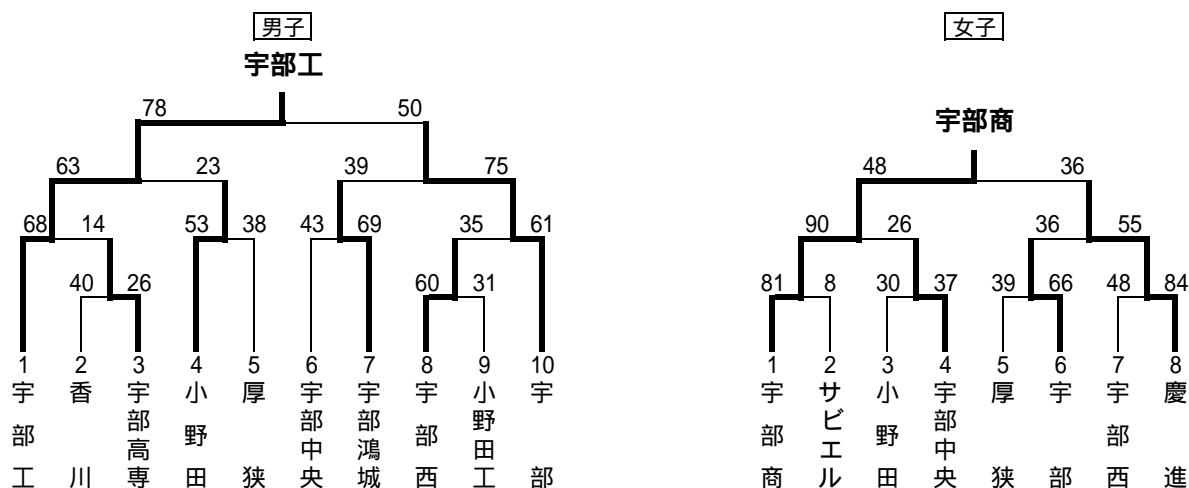 男子
宇部工
78 50
63 23 39 75
68 14 53 38 43 69 35 61
40 26 60 31
1 2 3 4 5 6 7 8 9 10
宇部工
香川
宇部高専
小野田
厚狭
宇部中央
宇部鴻城
宇部西
小野田工
宇部
女子
宇部商
48 36
90 26 36 55
81 8 30 37 39 66 48 84
1 2 3 4 5 6 7 8
宇部商
サビエル
小野田
宇部中央
厚狭
宇部
宇部西
慶進